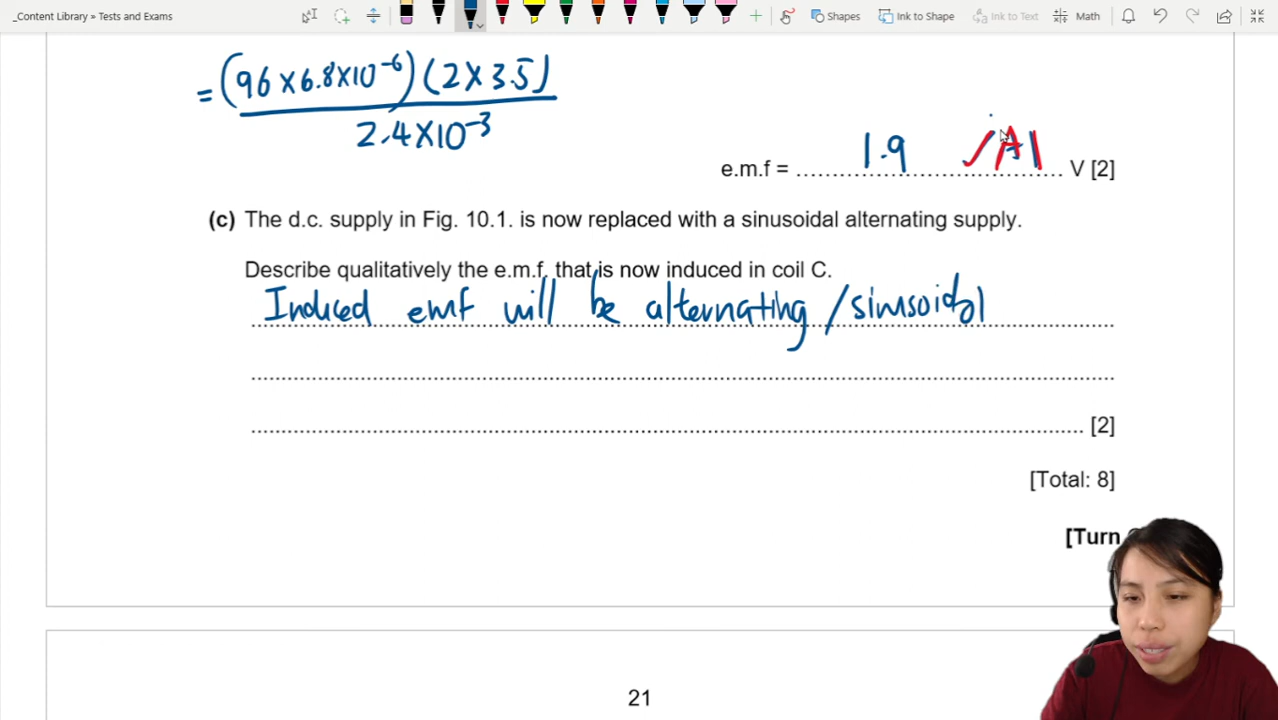 _Content Library » Tests and Exams
Shapes Ink to Shape Ink to Text Math
= (96×6.8×10⁻⁶)(2×3.5)
2.4×10⁻³
e.m.f = 1.9 /A1 V [2]
(c) The d.c. supply in Fig. 10.1. is now replaced with a sinusoidal alternating supply.
Describe qualitatively the e.m.f. that is now induced in coil C.
Induced emf will be alternating /sinusoidal
[2]
[Total: 8]
[Turn
21